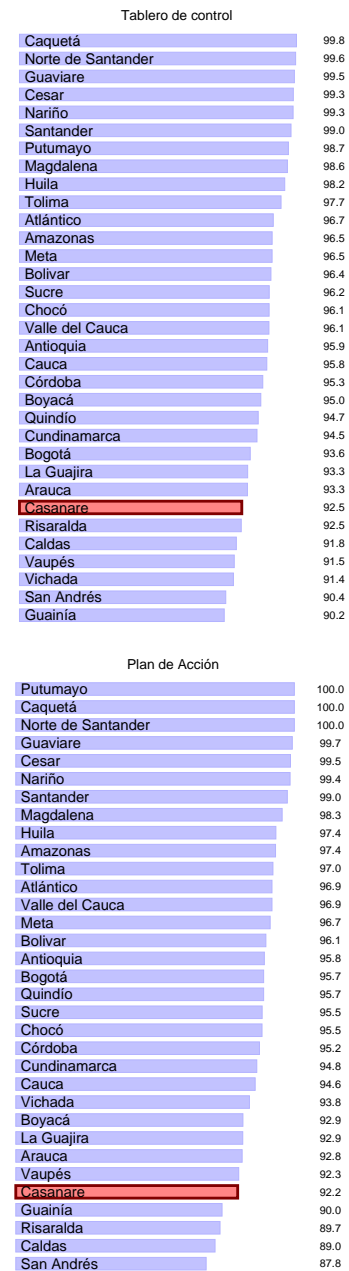 Tablero de control
Caquetá 99.8
Norte de Santander 99.6
Guaviare 99.5
Cesar 99.3
Nariño 99.3
Santander 99.0
Putumayo 98.7
Magdalena 98.6
Huila 98.2
Tolima 97.7
Atlántico 96.7
Amazonas 96.5
Meta 96.5
Bolivar 96.4
Sucre 96.2
Chocó 96.1
Valle del Cauca 96.1
Antioquia 95.9
Cauca 95.8
Córdoba 95.3
Boyacá 95.0
Quindío 94.7
Cundinamarca 94.5
Bogotá 93.6
La Guajira 93.3
Arauca 93.3
Casanare 92.5
Risaralda 92.5
Caldas 91.8
Vaupés 91.5
Vichada 91.4
San Andrés 90.4
Guainía 90.2
Plan de Acción
Putumayo 100.0
Caquetá 100.0
Norte de Santander 100.0
Guaviare 99.7
Cesar 99.5
Nariño 99.4
Santander 99.0
Magdalena 98.3
Huila 97.4
Amazonas 97.4
Tolima 97.0
Atlántico 96.9
Valle del Cauca 96.9
Meta 96.7
Bolivar 96.1
Antioquia 95.8
Bogotá 95.7
Quindío 95.7
Sucre 95.5
Chocó 95.5
Córdoba 95.2
Cundinamarca 94.8
Cauca 94.6
Vichada 93.8
Boyacá 92.9
La Guajira 92.9
Arauca 92.8
Vaupés 92.3
Casanare 92.2
Guainía 90.0
Risaralda 89.7
Caldas 89.0
San Andrés 87.8